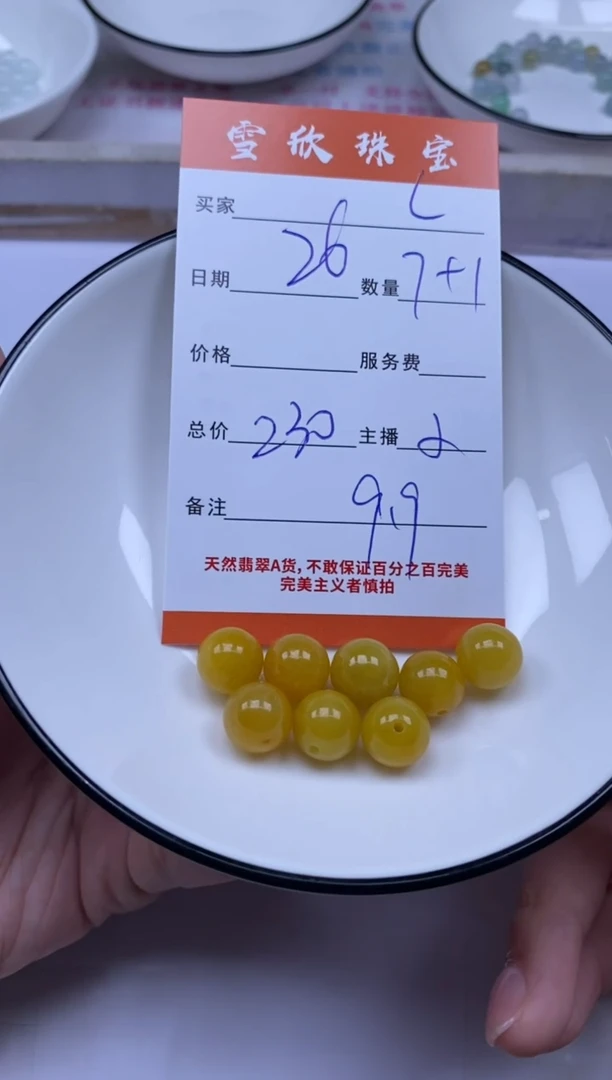 雪欣珠宝
买家 L
日期 26 数量 7+1
价格 服务费
总价 230 主播
备注 9.9
天然翡翠A货,不敢保证百分之百完美
完美主义者慎拍